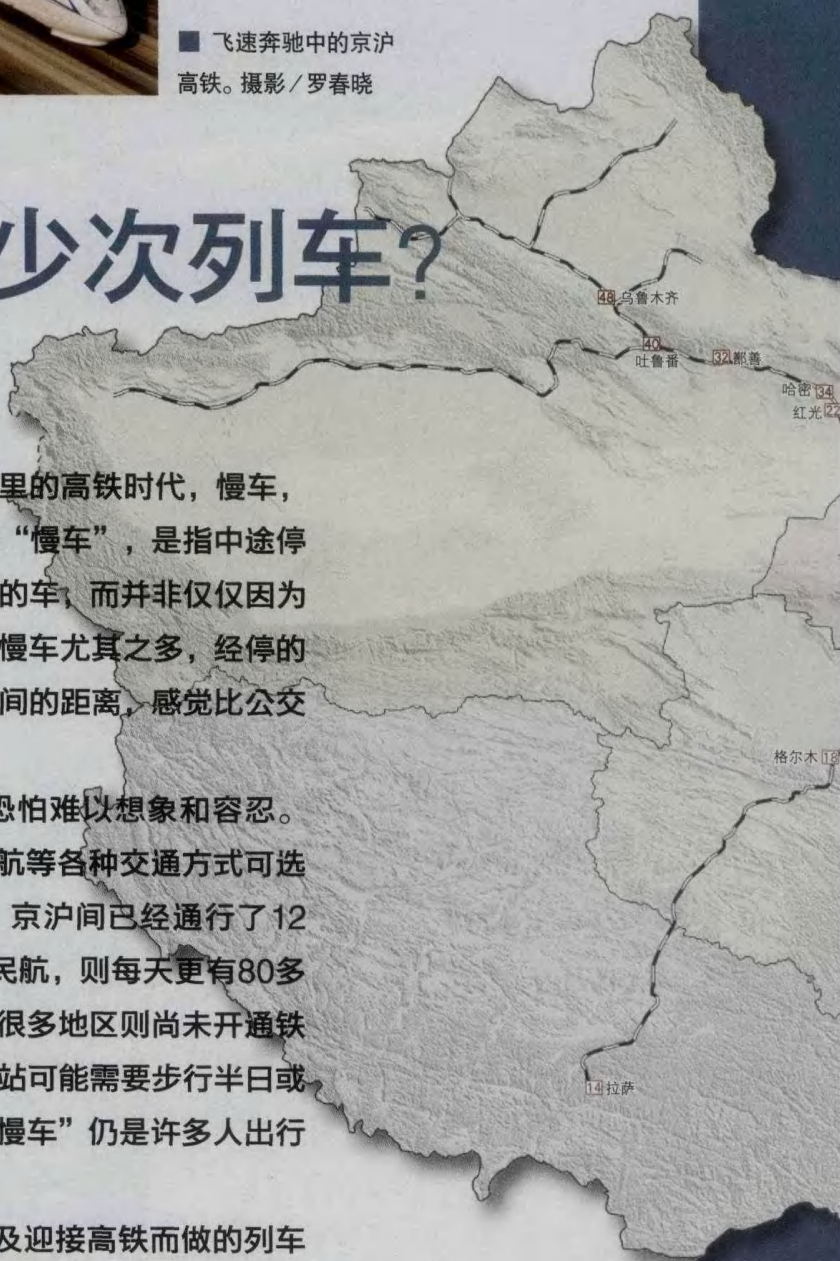 ■ 飞速奔驰中的京沪
高铁。摄影／罗春晓
少次列车？
48 乌鲁木齐
40
吐鲁番
32 鄯善
哈密 34
红光 22
里的高铁时代，慢车，
“慢车”，是指中途停
的车，而并非仅仅因为
慢车尤其之多，经停的
间的距离，感觉比公交
格尔木 18
恐怕难以想象和容忍。
航等各种交通方式可选
京沪间已经通行了12
民航，则每天更有80多
很多地区则尚未开通铁
站可能需要步行半日或
14 拉萨
慢车”仍是许多人出行
及迎接高铁而做的列车